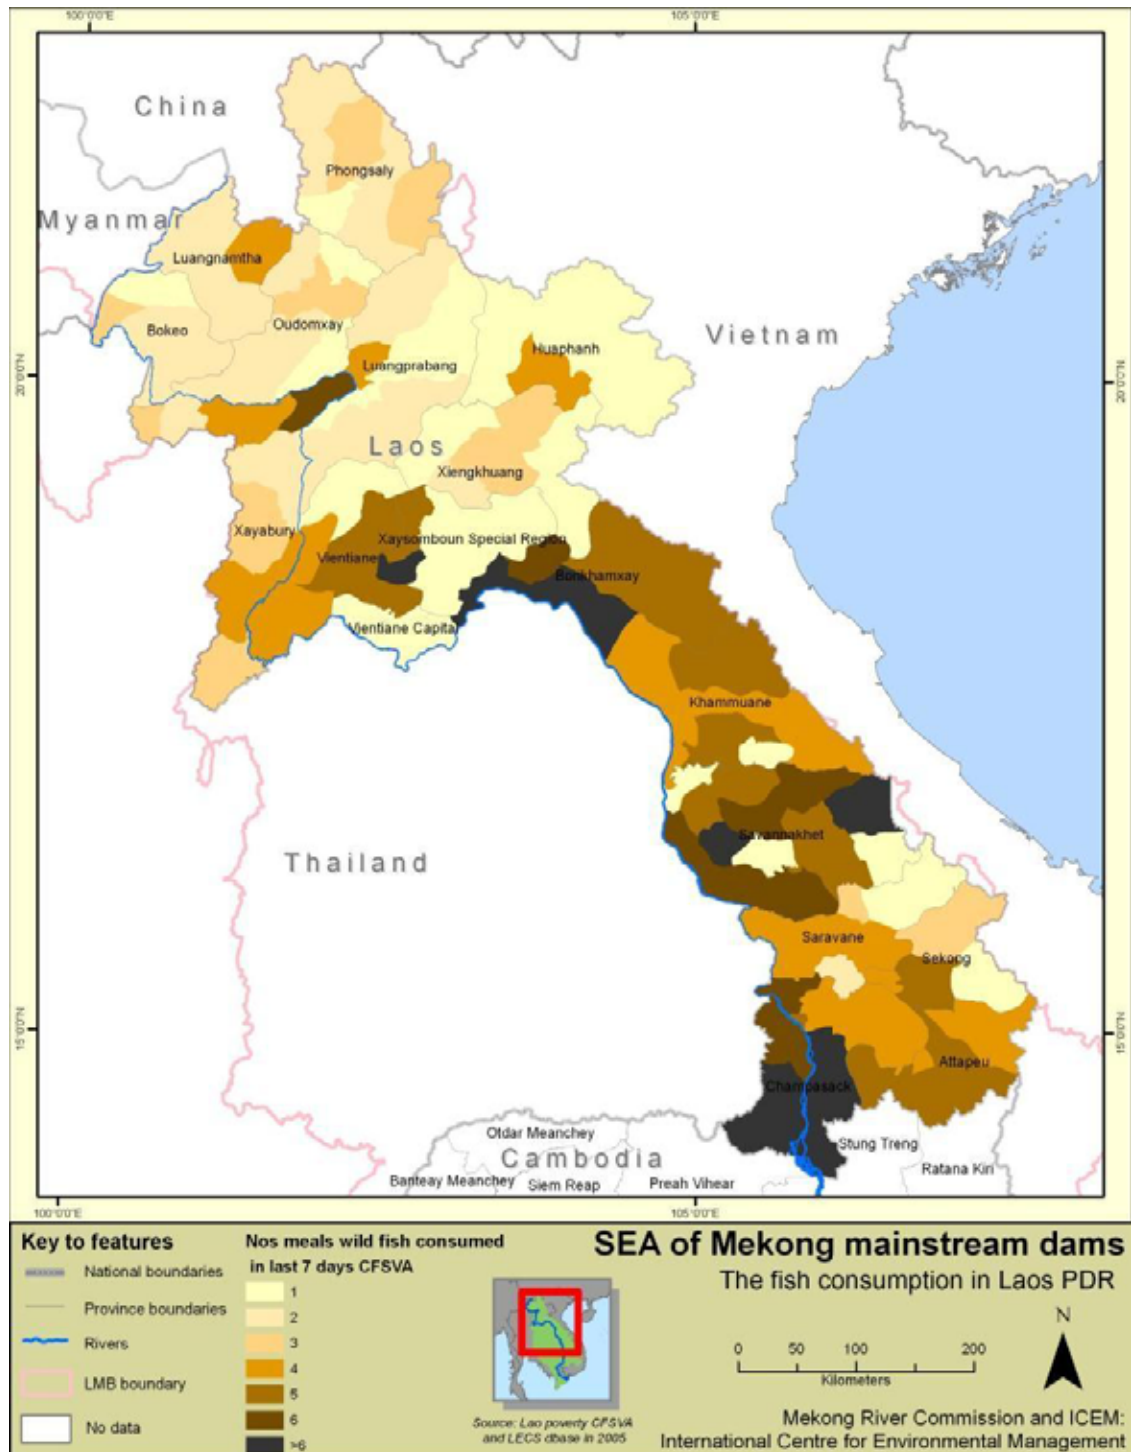 100°0'0"E 105°0'0"E
China
Phongsaly
Myanmar
Luangnamtha
Bokeo
Oudomxay
Vietnam
Huaphanh
Luangprabang
20°0'0"N 20°0'0"N
Laos
Xiengkhuang
Xayabury
Xaysomboun Special Region
Vientiane
Borikhamxay
Vientiane Capital
Khammuane
Savannakhet
Thailand
Saravane
Sekong
15°0'0"N 15°0'0"N
Attapeu
Champasack
Otdar Meanchey
Stung Treng
Cambodia
Ratana Kiri
Banteay Meanchey
Siem Reap
Preah Vihear
100°0'0"E 105°0'0"E
Key to features
National boundaries
Province boundaries
Rivers
LMB boundary
No data
Nos meals wild fish consumed
in last 7 days CFSVA
1
2
3
4
5
6
>6
Source: Lao poverty CFSVA
and LECS dbase in 2005
SEA of Mekong mainstream dams
The fish consumption in Laos PDR
N
0 50 100 200
Kilometers
Mekong River Commission and ICEM:
International Centre for Environmental Management